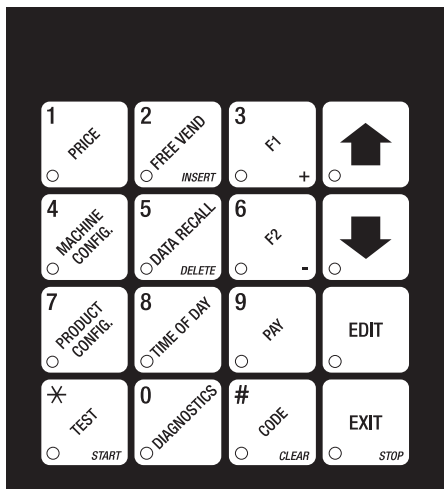 1 PRICE
2 FREE VEND INSERT
3 F1 +
4 MACHINE CONFIG.
5 DATA RECALL DELETE
6 F2 -
7 PRODUCT CONFIG.
8 TIME OF DAY
9 PAY
EDIT
* TEST START
0 DIAGNOSTICS
# CODE CLEAR
EXIT STOP